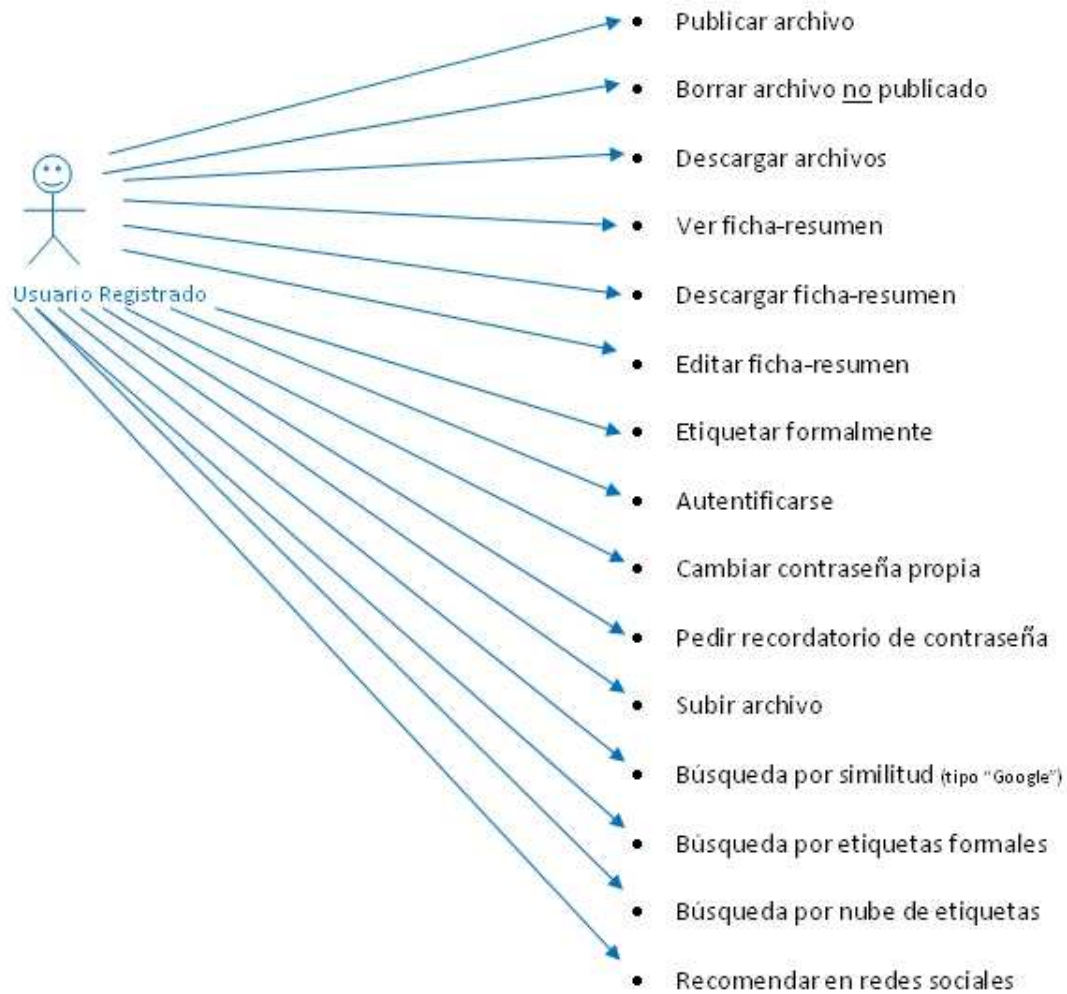 Publicar archivo
Borrar archivo no publicado
Descargar archivos
Ver ficha-resumen
Usuario Registrado
Descargar ficha-resumen
Editar ficha-resumen
Etiquetar formalmente
Autentificarse
Cambiar contraseña propia
Pedir recordatorio de contraseña
Subir archivo
Búsqueda por similitud (tipo "Google")
Búsqueda por etiquetas formales
Búsqueda por nube de etiquetas
Recomendar en redes sociales